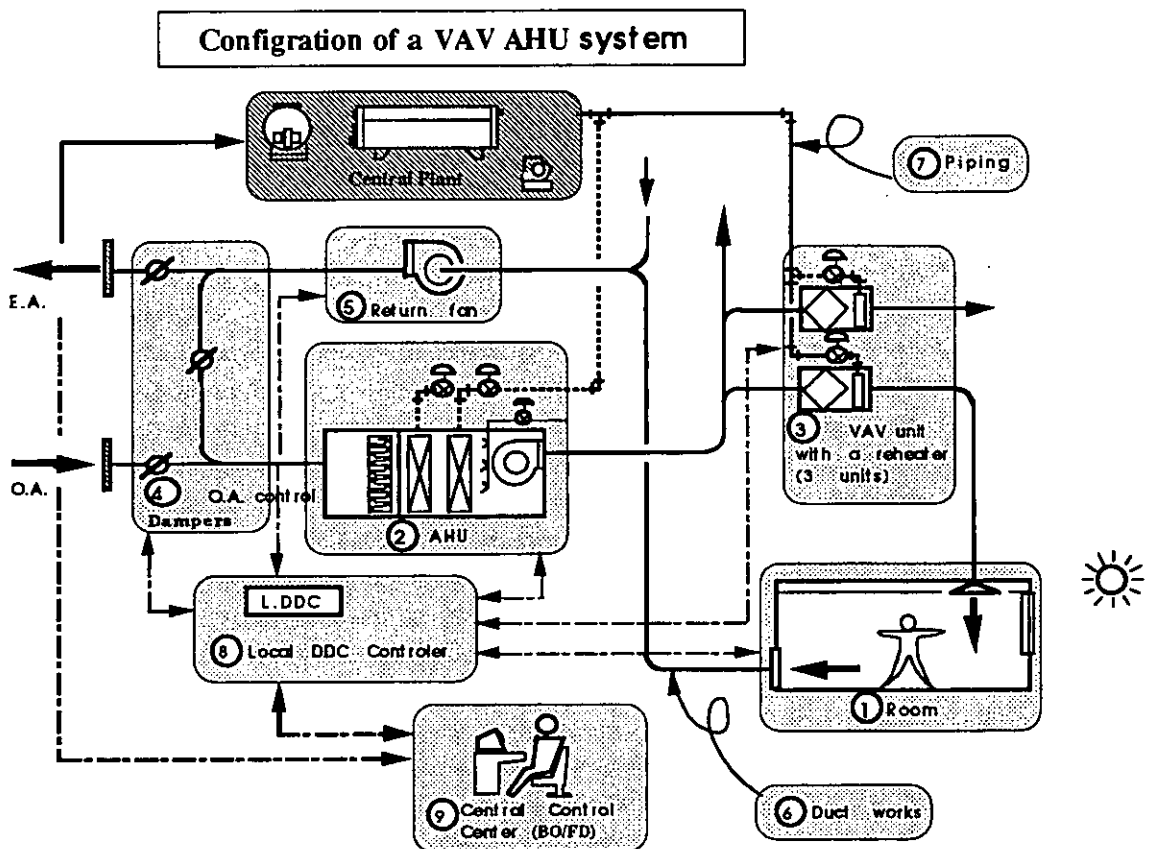 Configration of a VAV AHU system
Central Plant
7 Piping
E.A.
5 Return fan
3 VAV unit
with a reheater
(3 units)
O.A.
4 O.A. control
Dampers
2 AHU
L.DDC
8 Local DDC Controler
1 Room
9 Central Control
Center (BO/FD)
6 Duct works